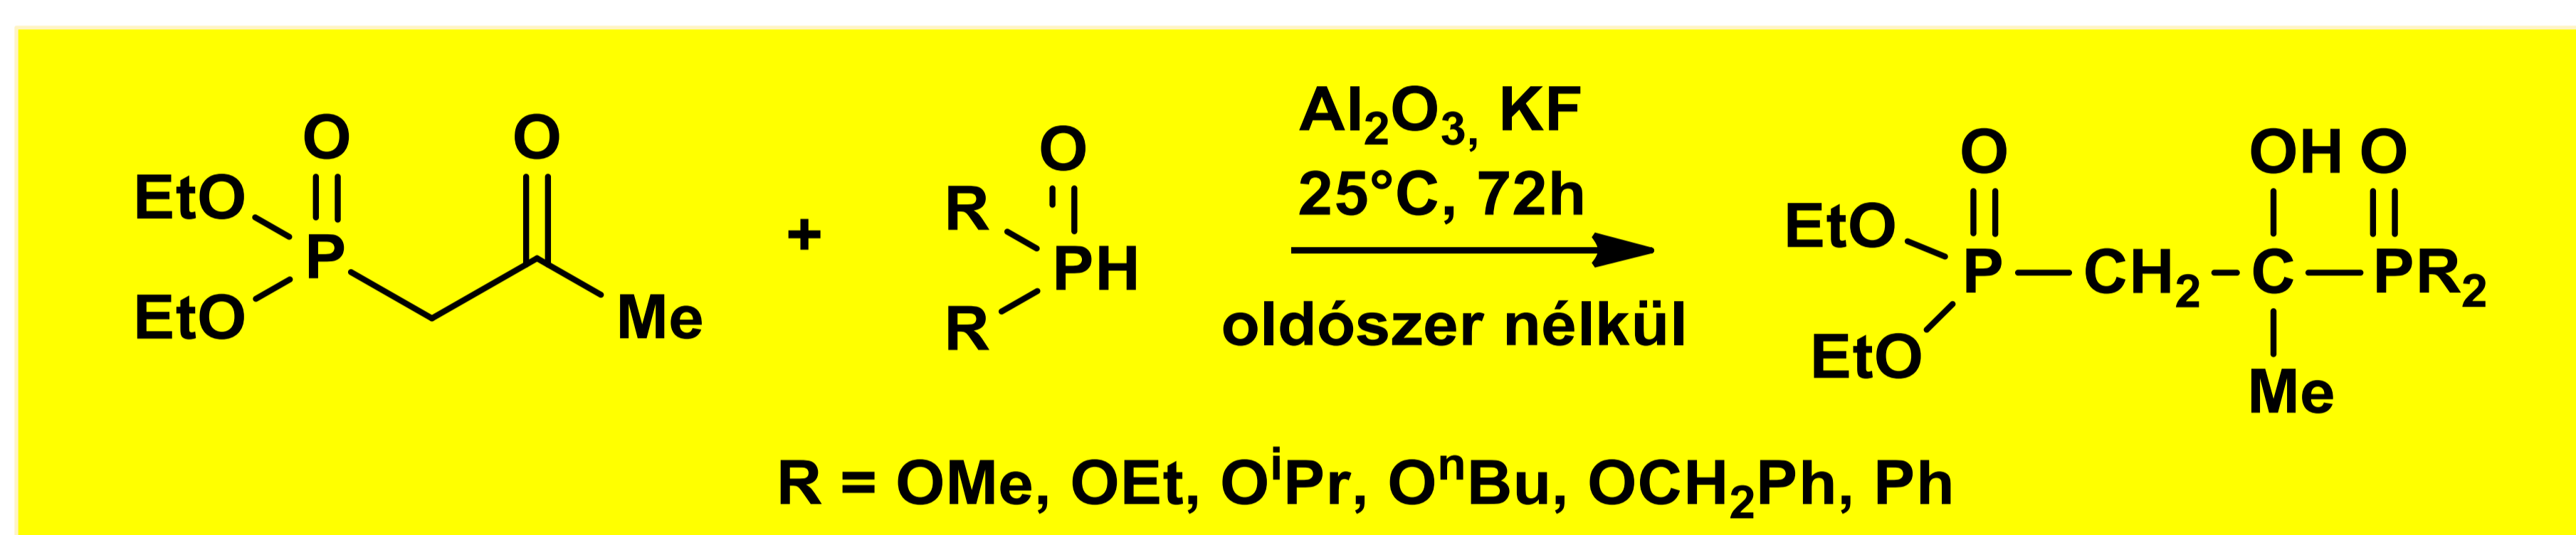 O O
EtO P
EtO Me
+
O
R PH
R
Al₂O₃, KF
25°C, 72h
oldószer nélkül
O OH O
EtO P — CH₂ – C — PR₂
EtO Me
R = OMe, OEt, OⁱPr, OⁿBu, OCH₂Ph, Ph